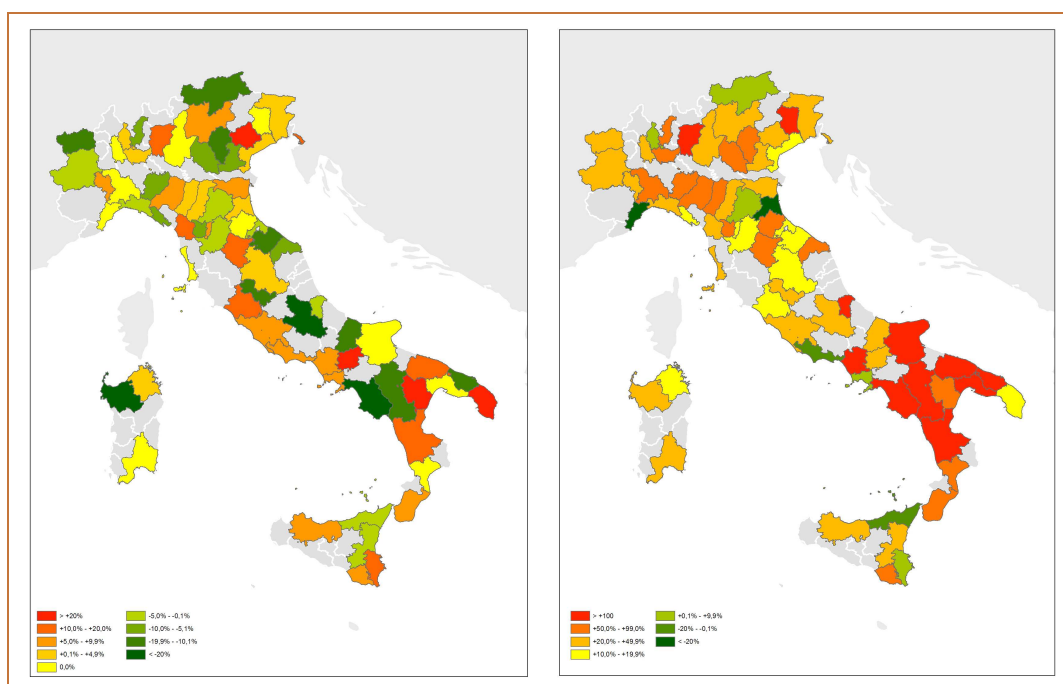 > +20%
+10,0% - +20,0%
+5,0% - +9,9%
+0,1% - +4,9%
0,0%
-5,0% - -0,1%
-10,0% - -5,1%
-19,9% - -10,1%
< -20%
> +100
+50,0% - +99,0%
+20,0% - +49,9%
+10,0% - +19,9%
+0,1% - +9,9%
-20% - -0,1%
< -20%